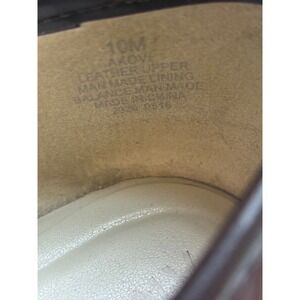 10M
LEATHER UPPER
MAN MADE LINING
BALANCE MAN MADE
MADE IN CHINA